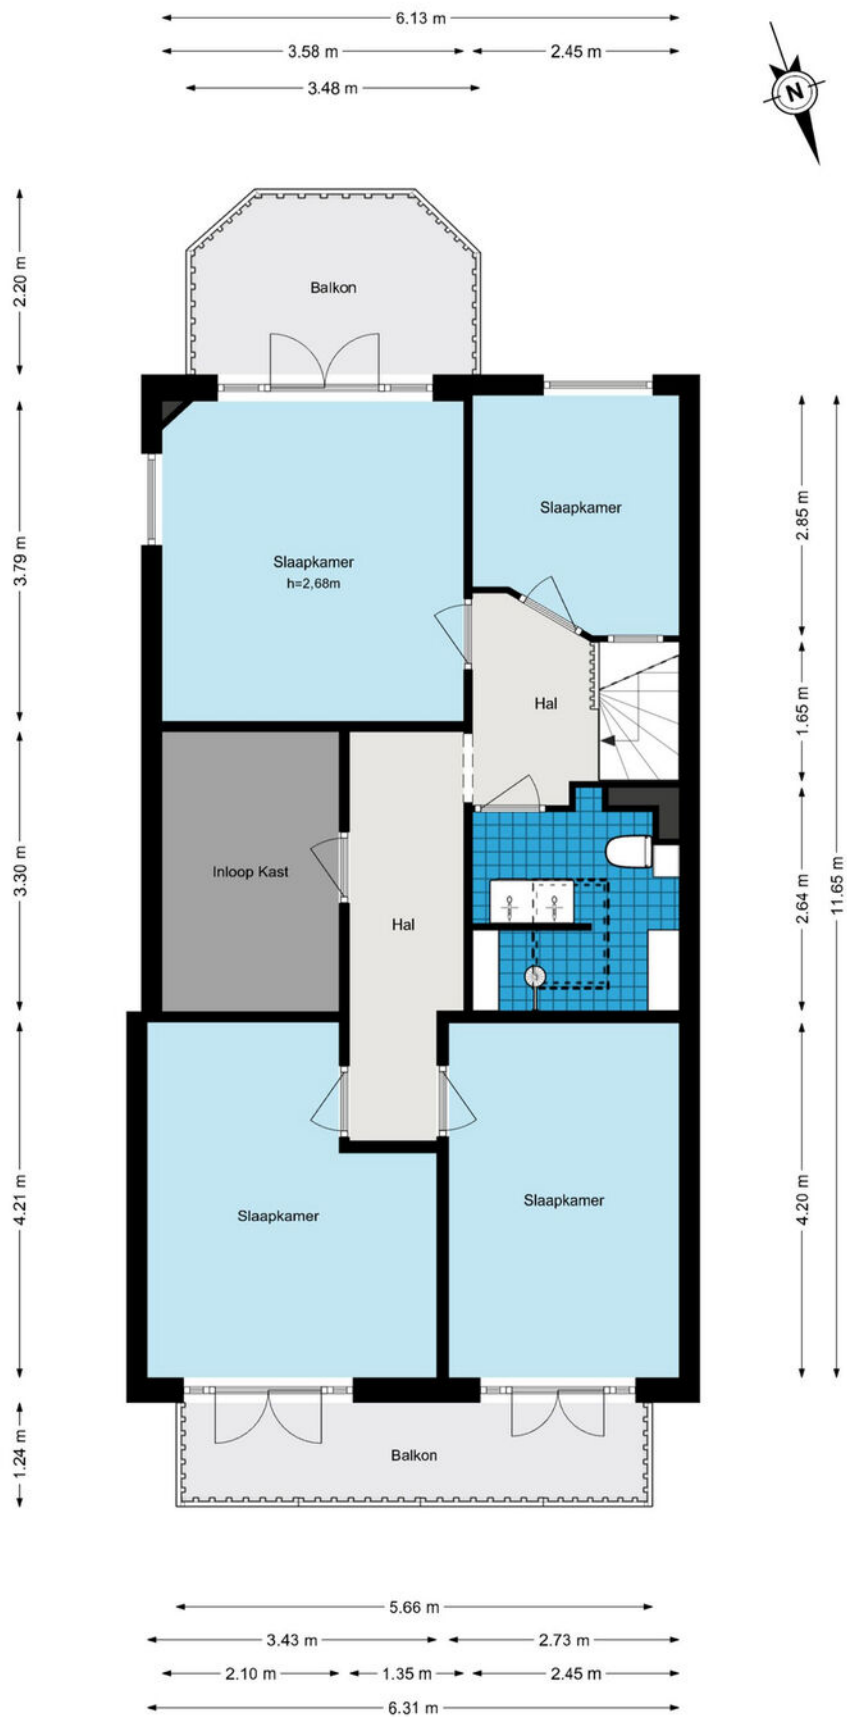 6.13 m
3.58 m
2.45 m
3.48 m
N
2.20 m
Balkon
3.79 m
2.85 m
Slaapkamer
Slaapkamer
h=2,68m
Hal
1.65 m
3.30 m
Inloop Kast
Hal
2.64 m
11.65 m
4.21 m
Slaapkamer
Slaapkamer
4.20 m
1.24 m
Balkon
5.66 m
3.43 m
2.73 m
2.10 m
1.35 m
2.45 m
6.31 m